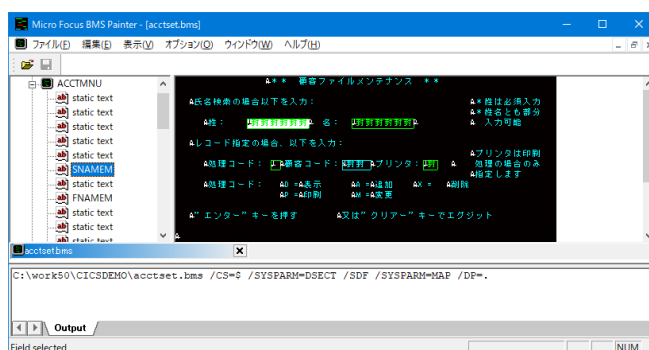 Micro Focus BMS Painter - [acctset.bms]
ファイル(F) 編集(E) 表示(V) オプション(O) ウィンドウ(W) ヘルプ(H)
ACCTMNU
static text
static text
static text
static text
static text
SNAMEM
static text
FNAMEM
static text
static text
static text
A* * 顧客ファイルメンテナンス * *
A氏名検索の場合以下を入力：
A* 姓は必須入力
A* 姓名とも部分
A 入力可能
A姓： 名：
Aレコード指定の場合、以下を入力：
Aプリンタは印刷
A処理コード： A顧客コード： Aプリンタ： A 処理の場合のみ
A指定します
A処理コード： AD =A表示 AA =A追加 AX = A削除
AP =A印刷 AM =A変更
A” エンター” キーを押す A又は” クリアー” キーでエグジット
A
acctset.bms
C:\work50\CICSDEMO\acctset.bms /CS=$ /SYSPARM=DSECT /SDF /SYSPARM=MAP /DP=.
Output
Field selected NUM